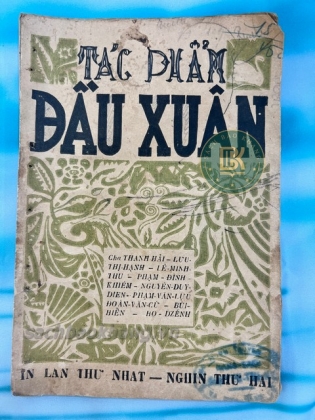 TÁC PHẨM
ĐẦU XUÂN
Của THANH HẢI – LƯU-
THỊ-HẠNH – LÊ-MINH-
THU – PHẠM-ĐÌNH-
KHIÊM – NGUYỄN-DUY-
DIỄN – PHẠM-VĂN-LƯU
ĐOÀN-VĂN-CỪ – BÙI-
HIỂN – HỒ-DZẾNH
IN LẦN THỨ NHẤT — NGHÌN THỨ HAI